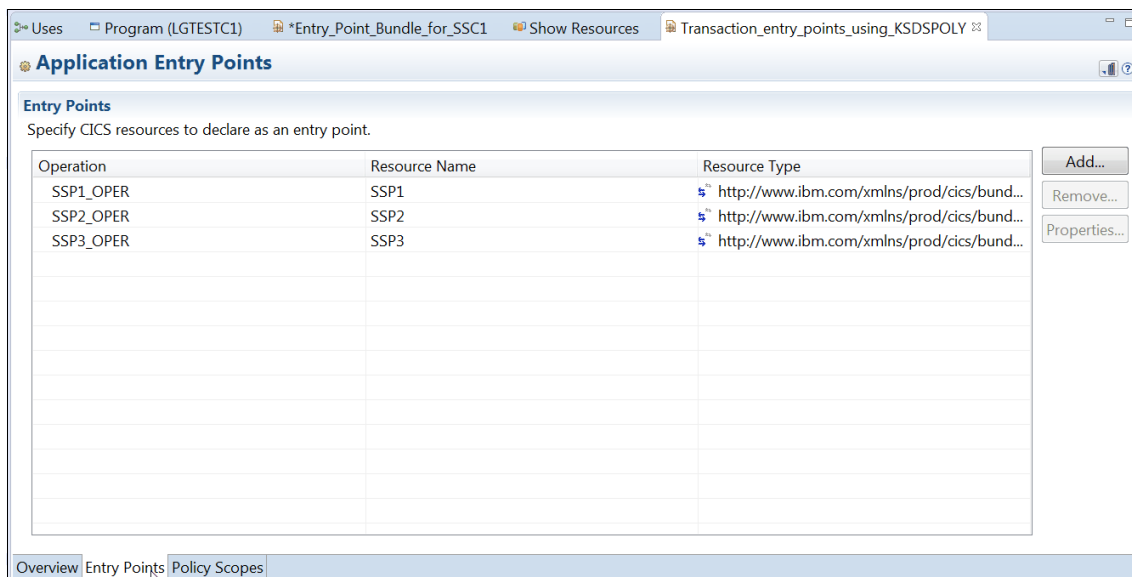 Uses Program (LGTESTC1) *Entry_Point_Bundle_for_SSC1 Show Resources Transaction_entry_points_using_KSDSPOLY
Application Entry Points
Entry Points
Specify CICS resources to declare as an entry point.
Operation Resource Name Resource Type
SSP1_OPER SSP1 http://www.ibm.com/xmlns/prod/cics/bund...
SSP2_OPER SSP2 http://www.ibm.com/xmlns/prod/cics/bund...
SSP3_OPER SSP3 http://www.ibm.com/xmlns/prod/cics/bund...
Add...
Remove...
Properties...
Overview Entry Points Policy Scopes